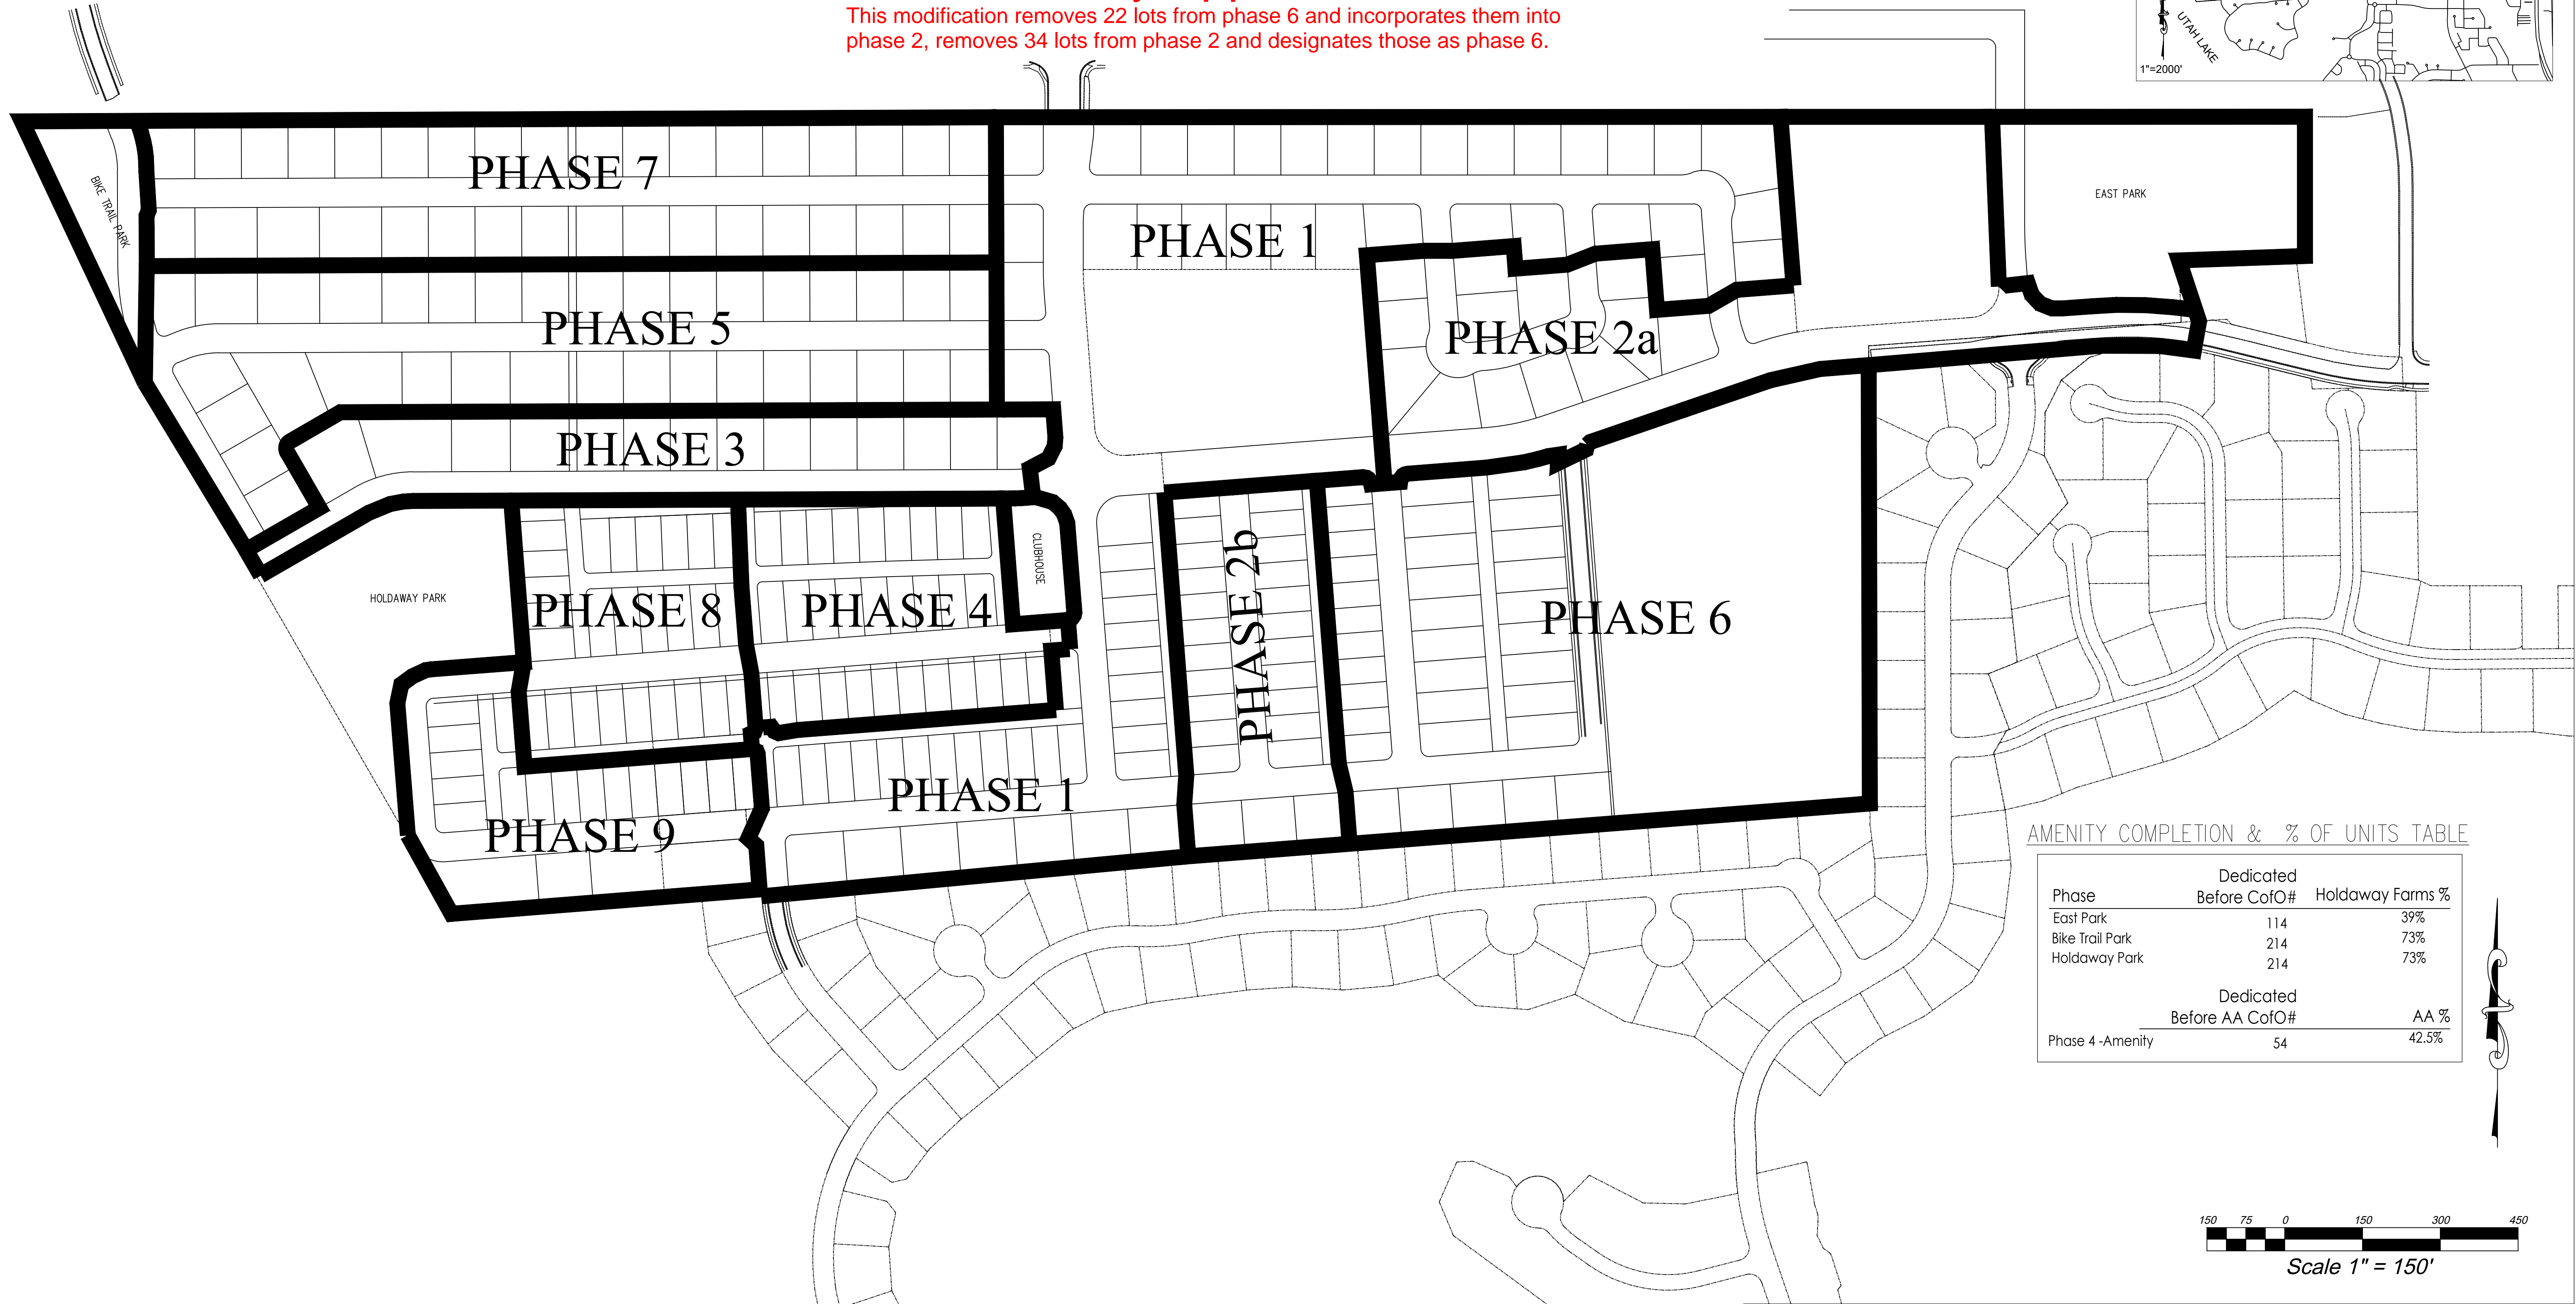 This modification removes 22 lots from phase 6 and incorporates them into
phase 2, removes 34 lots from phase 2 and designates those as phase 6.
UTAH LAKE
1"=2000'
BIKE TRAIL PARK
PHASE 7
PHASE 1
EAST PARK
PHASE 5
PHASE 2a
PHASE 3
CLUBHOUSE
HOLDAWAY PARK
PHASE 8
PHASE 4
PHASE 2b
PHASE 6
PHASE 1
PHASE 9
AMENITY COMPLETION & % OF UNITS TABLE
Dedicated
Phase Before CofO# Holdaway Farms %
East Park 114 39%
Bike Trail Park 214 73%
Holdaway Park 214 73%
Dedicated
Before AA CofO# AA %
Phase 4 -Amenity 54 42.5%
150 75 0 150 300 450
Scale 1" = 150'